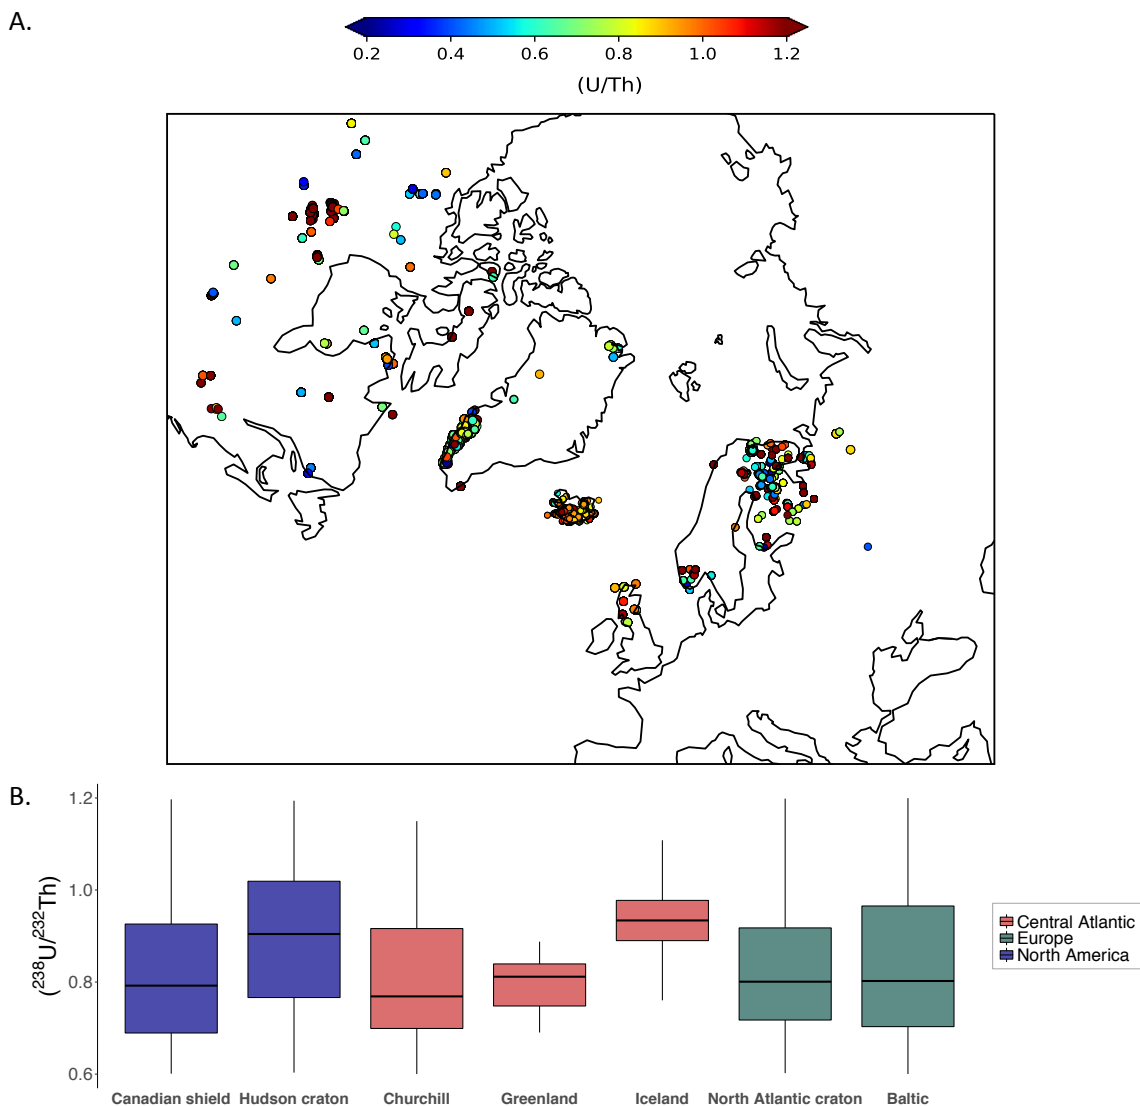 A.
0.2 0.4 0.6 0.8 1.0 1.2
(U/Th)
B.
(²³⁸U/²³²Th)
1.2
1.0
0.8
0.6
Canadian shield Hudson craton Churchill Greenland Iceland North Atlantic craton Baltic
Central Atlantic
Europe
North America